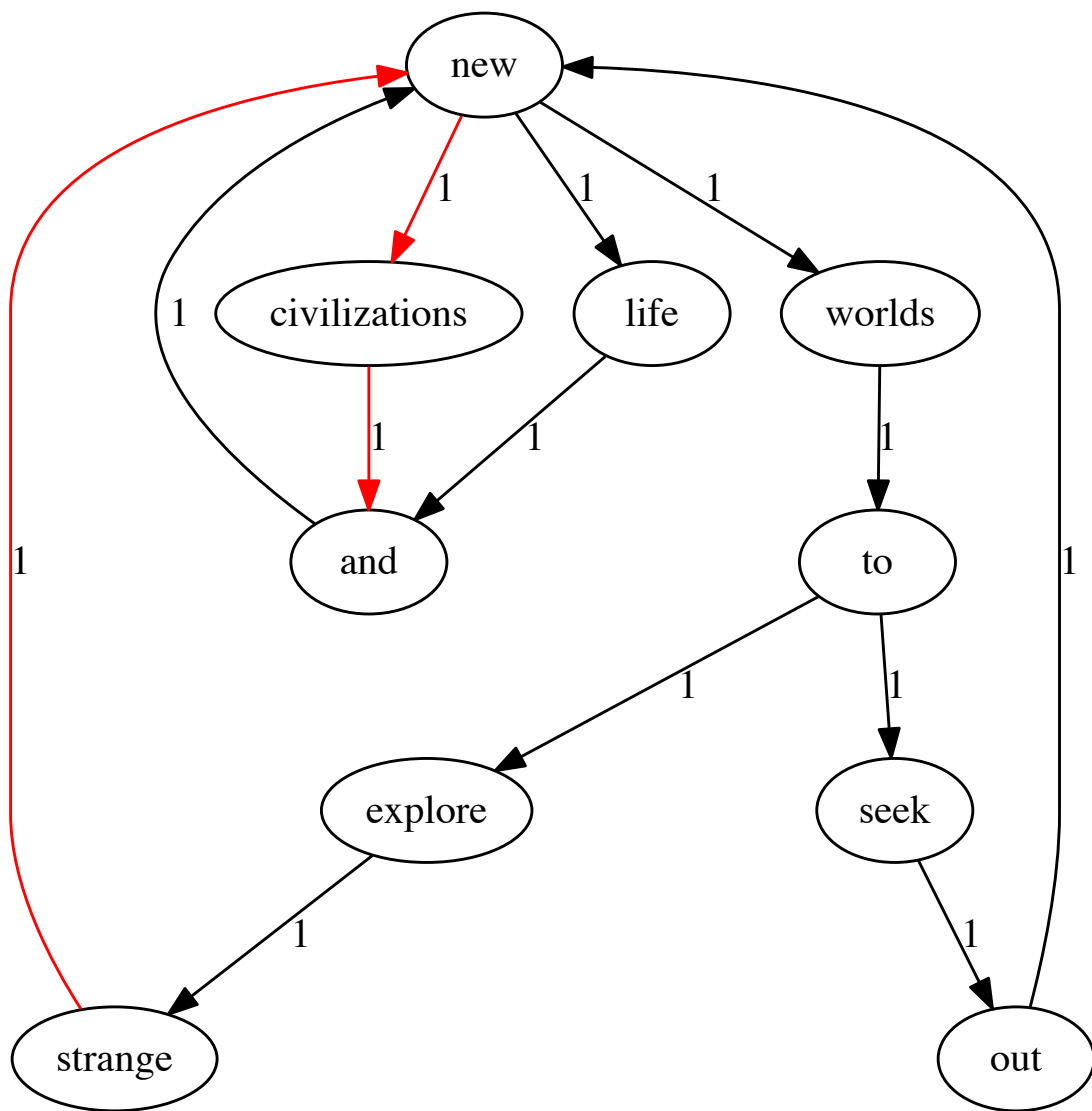 new
1 1 1
civilizations life worlds
1
1 1 1
and to
1 1
1 1
explore seek
1 1
strange out